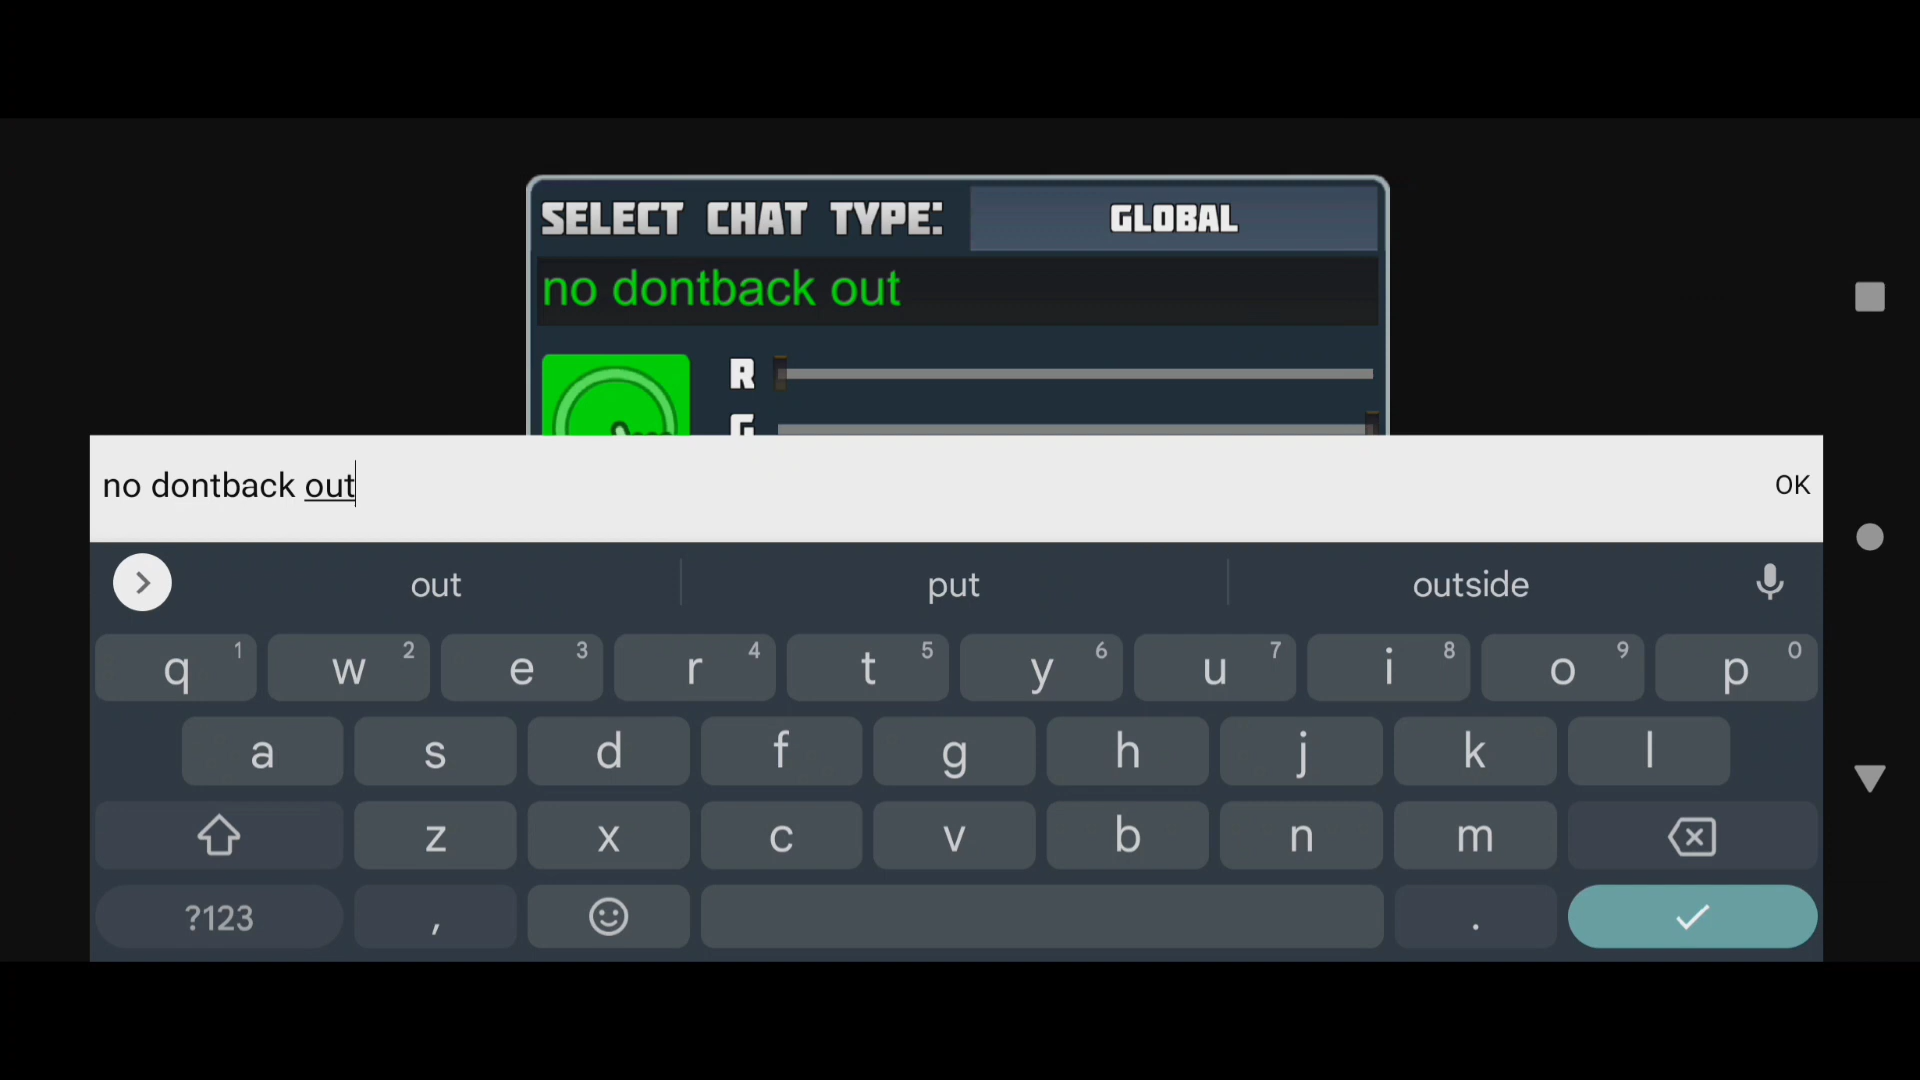 SELECT CHAT TYPE: GLOBAL
no dontback out
R
G
no dontback out OK
out put outside
q 1 w 2 e 3 r 4 t 5 y 6 u 7 i 8 o 9 p 0
a s d f g h j k l
z x c v b n m
?123 , .